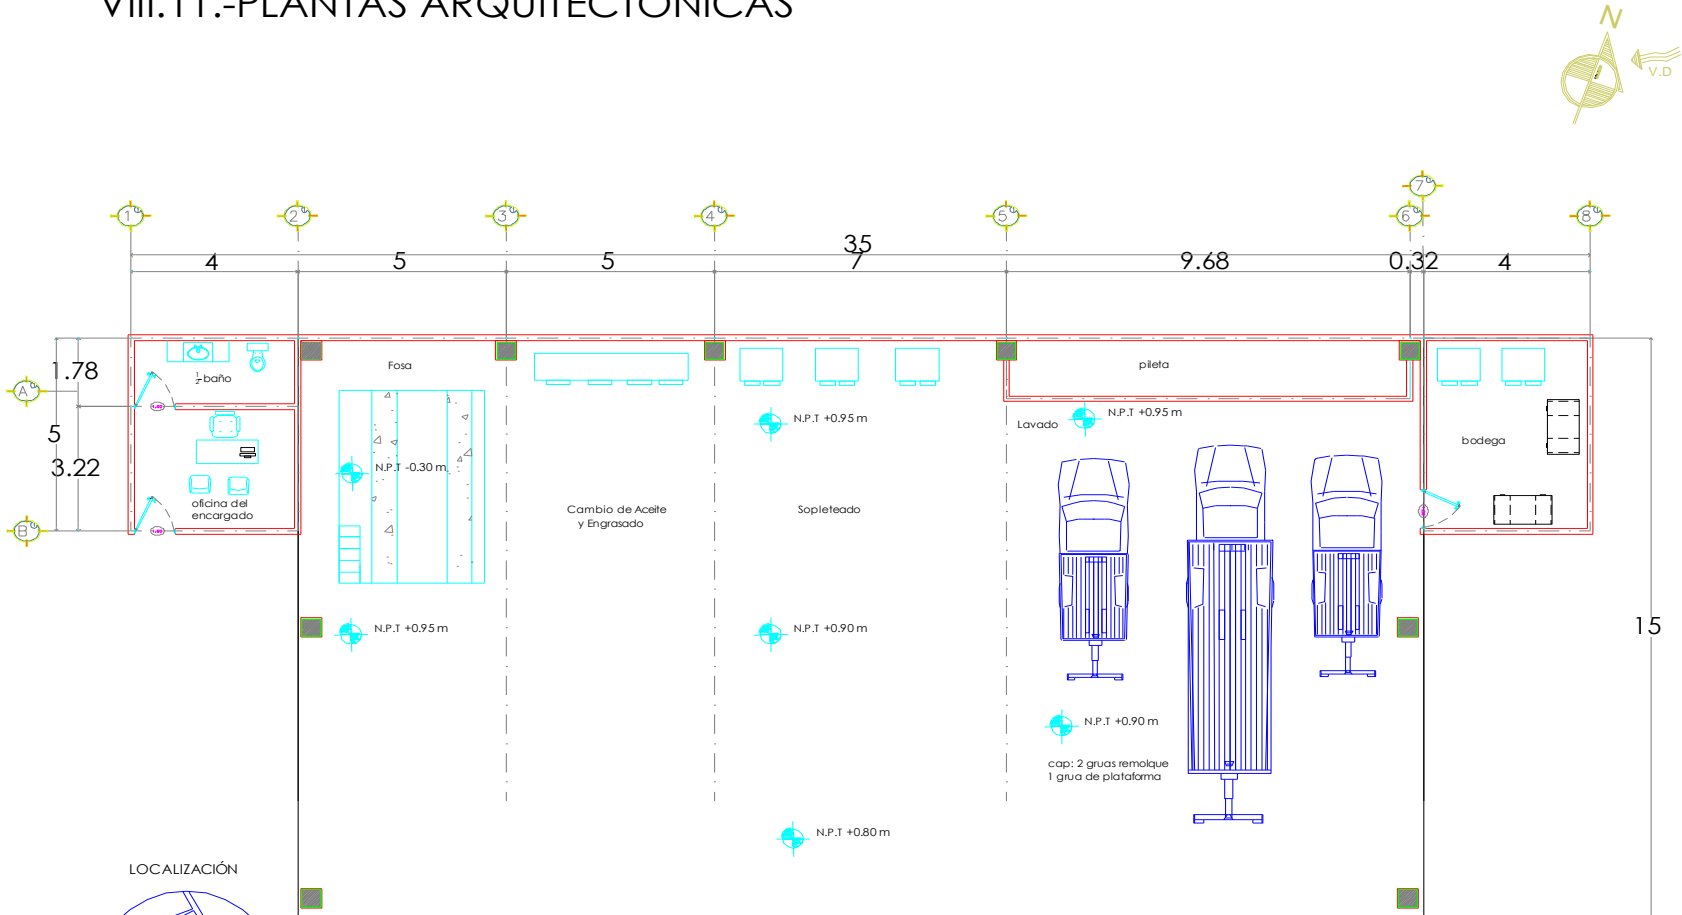 VIII.11.-PLANTAS ARQUITECTONICAS
N
V.D
7
1
2
3
4
5
6
8
35
4
5
5
7
9.68
0.32
4
1.78
A
5
3.22
B
½ baño
oficina del
encargado
Fosa
N.P.T -0.30 m
N.P.T +0.95 m
Cambio de Aceite
y Engrasado
N.P.T +0.95 m
Sopleteado
N.P.T +0.90 m
N.P.T +0.80 m
pileta
Lavado
N.P.T +0.95 m
N.P.T +0.90 m
cap: 2 gruas remolque
1 grua de plataforma
bodega
15
LOCALIZACIÓN